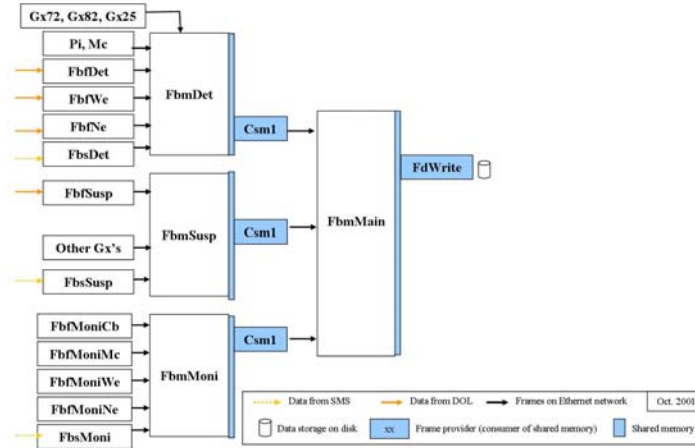 Gx72, Gx82, Gx25
Pi, Mc
FbfDet
FbfWe
FbfNe
FbsDet
FbmDet
Csm1
FbfSusp
Other Gx's
FbsSusp
FbmSusp
Csm1
FbfMoniCb
FbfMoniMc
FbfMoniWe
FbfMoniNe
FbsMoni
FbmMoni
Csm1
FbmMain
FdWrite
Data from SMS
Data from DOL
Frames on Ethernet network
Oct. 2001
Data storage on disk
xx
Frame provider (consumer of shared memory)
Shared memory